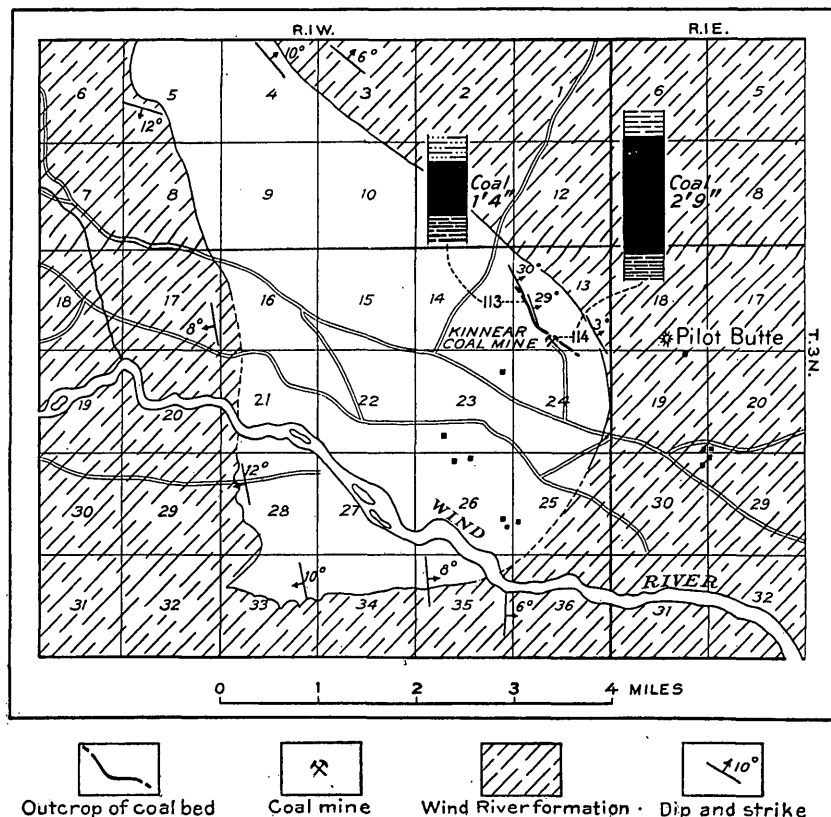 R.1W. R.1E.
10° 6°
6 5 4 3 2 1 6 5
12°
Coal 1'4" Coal 2'9"
7 8 9 10 12 8
30°
18 17 16 15 14 13 18 17
113 29°
8° KINNEAR COAL MINE 114 3° Pilot Butte
T.3N.
19 20 21 22 23 24 19 20
12°
30 29 28 27 26 25 30 29
WIND RIVER
10° 8°
31 32 33 34 35 36 31 32
6°
0 1 2 3 4 MILES
10°
Outcrop of coal bed Coal mine Wind River formation Dip and strike